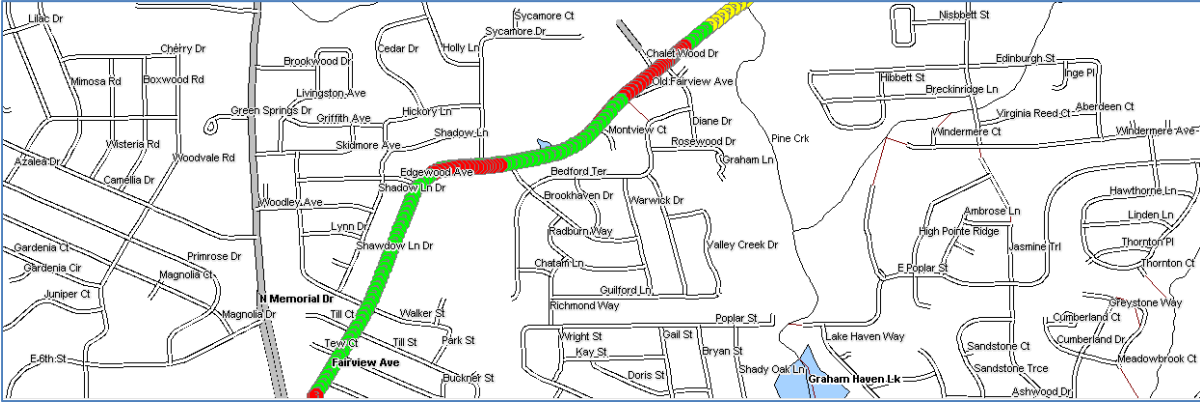 Lilac Dr
Sycamore Ct
Nisbett St
Sycamore Dr
Cherry Dr
Cedar Dr
Holly Ln
Chalet Wood Dr
Brookwood Dr
Edinburgh St
Mimosa Rd
Boxwood Rd
Old Fairview Ave
Hibbett St
Inge Pl
Livingston Ave
Breckinridge Ln
Green Springs Dr
Hickory Ln
Aberdeen Ct
Griffith Ave
Virginia Reed Ct
Diane Dr
Shadow Ln
Montview Ct
Windermere Ct
Windermere Ave
Pine Crk
Wisteria Rd
Skidmore Ave
Rosewood Dr
Azalea Dr
Woodvale Rd
Graham Ln
Edgewood Ave
Bedford Ter
Camellia Dr
Shadow Ln Dr
Hawthorne Ln
Brookhaven Dr
Warwick Dr
Woodley Ave
Ambrose Ln
Linden Ln
Lynn Dr
Radburn Way
High Pointe Ridge
Gardenia Ct
Shawdow Ln Dr
Valley Creek Dr
Jasmine Trl
Thornton Pl
Primrose Dr
Chatam Ln
Thornton Ct
Gardenia Cir
Magnolia Ct
E Poplar St
Juniper Ct
Guilford Ln
N Memorial Dr
Richmond Way
Greystone Way
Magnolia Dr
Till Ct
Walker St
Poplar St
Cumberland Ct
Wright St
Gail St
Lake Haven Way
Park St
Cumberland Dr
Tew Ct
Till St
Sandstone Ct
Kay St
Bryan St
E 6th St
Fairview Ave
Meadowbrook Ct
Shady Oak Ln
Sandstone Trce
Doris St
Buckner St
Graham Haven Lk
Ashwood Dr